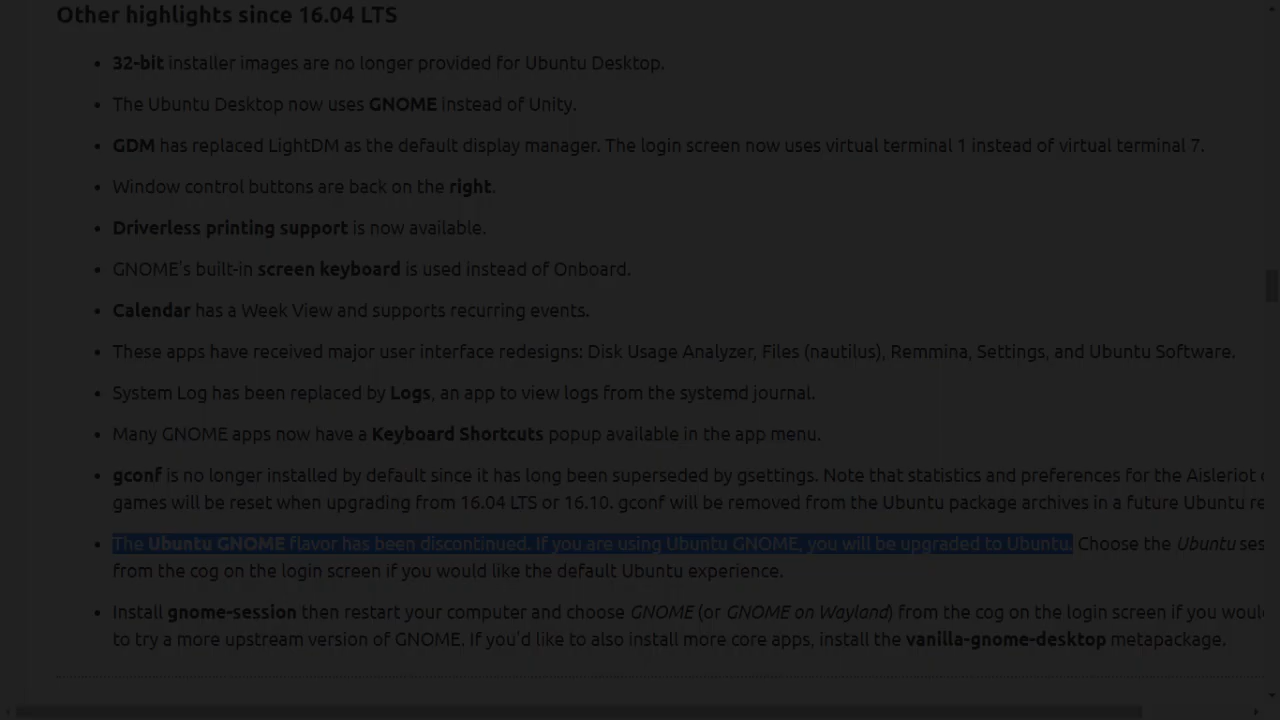 Other highlights since 16.04 LTS
• 32-bit installer images are no longer provided for Ubuntu Desktop.
• The Ubuntu Desktop now uses GNOME instead of Unity.
• GDM has replaced LightDM as the default display manager. The login screen now uses virtual terminal 1 instead of virtual terminal 7.
• Window control buttons are back on the right.
• Driverless printing support is now available.
• GNOME's built-in screen keyboard is used instead of Onboard.
• Calendar has a Week View and supports recurring events.
• These apps have received major user interface redesigns: Disk Usage Analyzer, Files (nautilus), Remmina, Settings, and Ubuntu Software.
• System Log has been replaced by Logs, an app to view logs from the systemd journal.
• Many GNOME apps now have a Keyboard Shortcuts popup available in the app menu.
• gconf is no longer installed by default since it has long been superseded by gsettings. Note that statistics and preferences for the Aisleriot
games will be reset when upgrading from 16.04 LTS or 16.10. gconf will be removed from the Ubuntu package archives in a future Ubuntu re
• The Ubuntu GNOME flavor has been discontinued. If you are using Ubuntu GNOME, you will be upgraded to Ubuntu. Choose the Ubuntu ses
from the cog on the login screen if you would like the default Ubuntu experience.
• Install gnome-session then restart your computer and choose GNOME (or GNOME on Wayland) from the cog on the login screen if you woul
to try a more upstream version of GNOME. If you'd like to also install more core apps, install the vanilla-gnome-desktop metapackage.